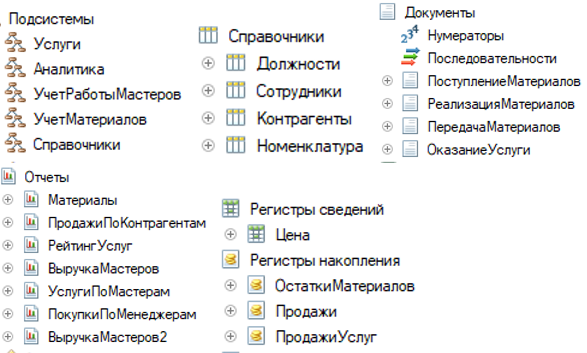 Подсистемы
Услуги
Аналитика
УчетРаботыМастеров
УчетМатериалов
Справочники
Справочники
Должности
Сотрудники
Контрагенты
Номенклатура
Документы
Нумераторы
Последовательности
ПоступлениеМатериалов
РеализацияМатериалов
ПередачаМатериалов
ОказаниеУслуги
Отчеты
Материалы
ПродажиПоКонтрагентам
РейтингУслуг
ВыручкаМастеров
УслугиПоМастерам
ПокупкиПоМенеджерам
ВыручкаМастеров2
Регистры сведений
Цена
Регистры накопления
ОстаткиМатериалов
Продажи
ПродажиУслуг